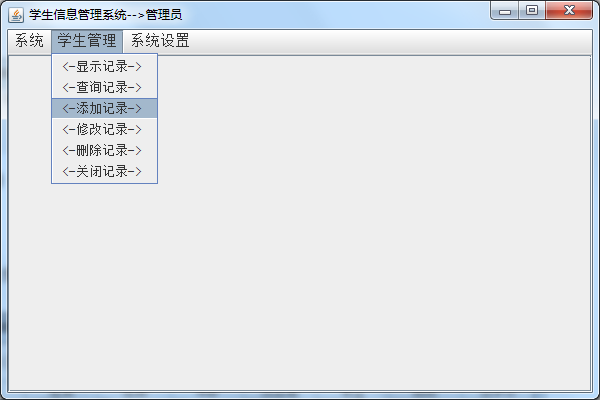 学生信息管理系统-->管理员
系统 学生管理 系统设置
<-显示记录->
<-查询记录->
<-添加记录->
<-修改记录->
<-删除记录->
<-关闭记录->